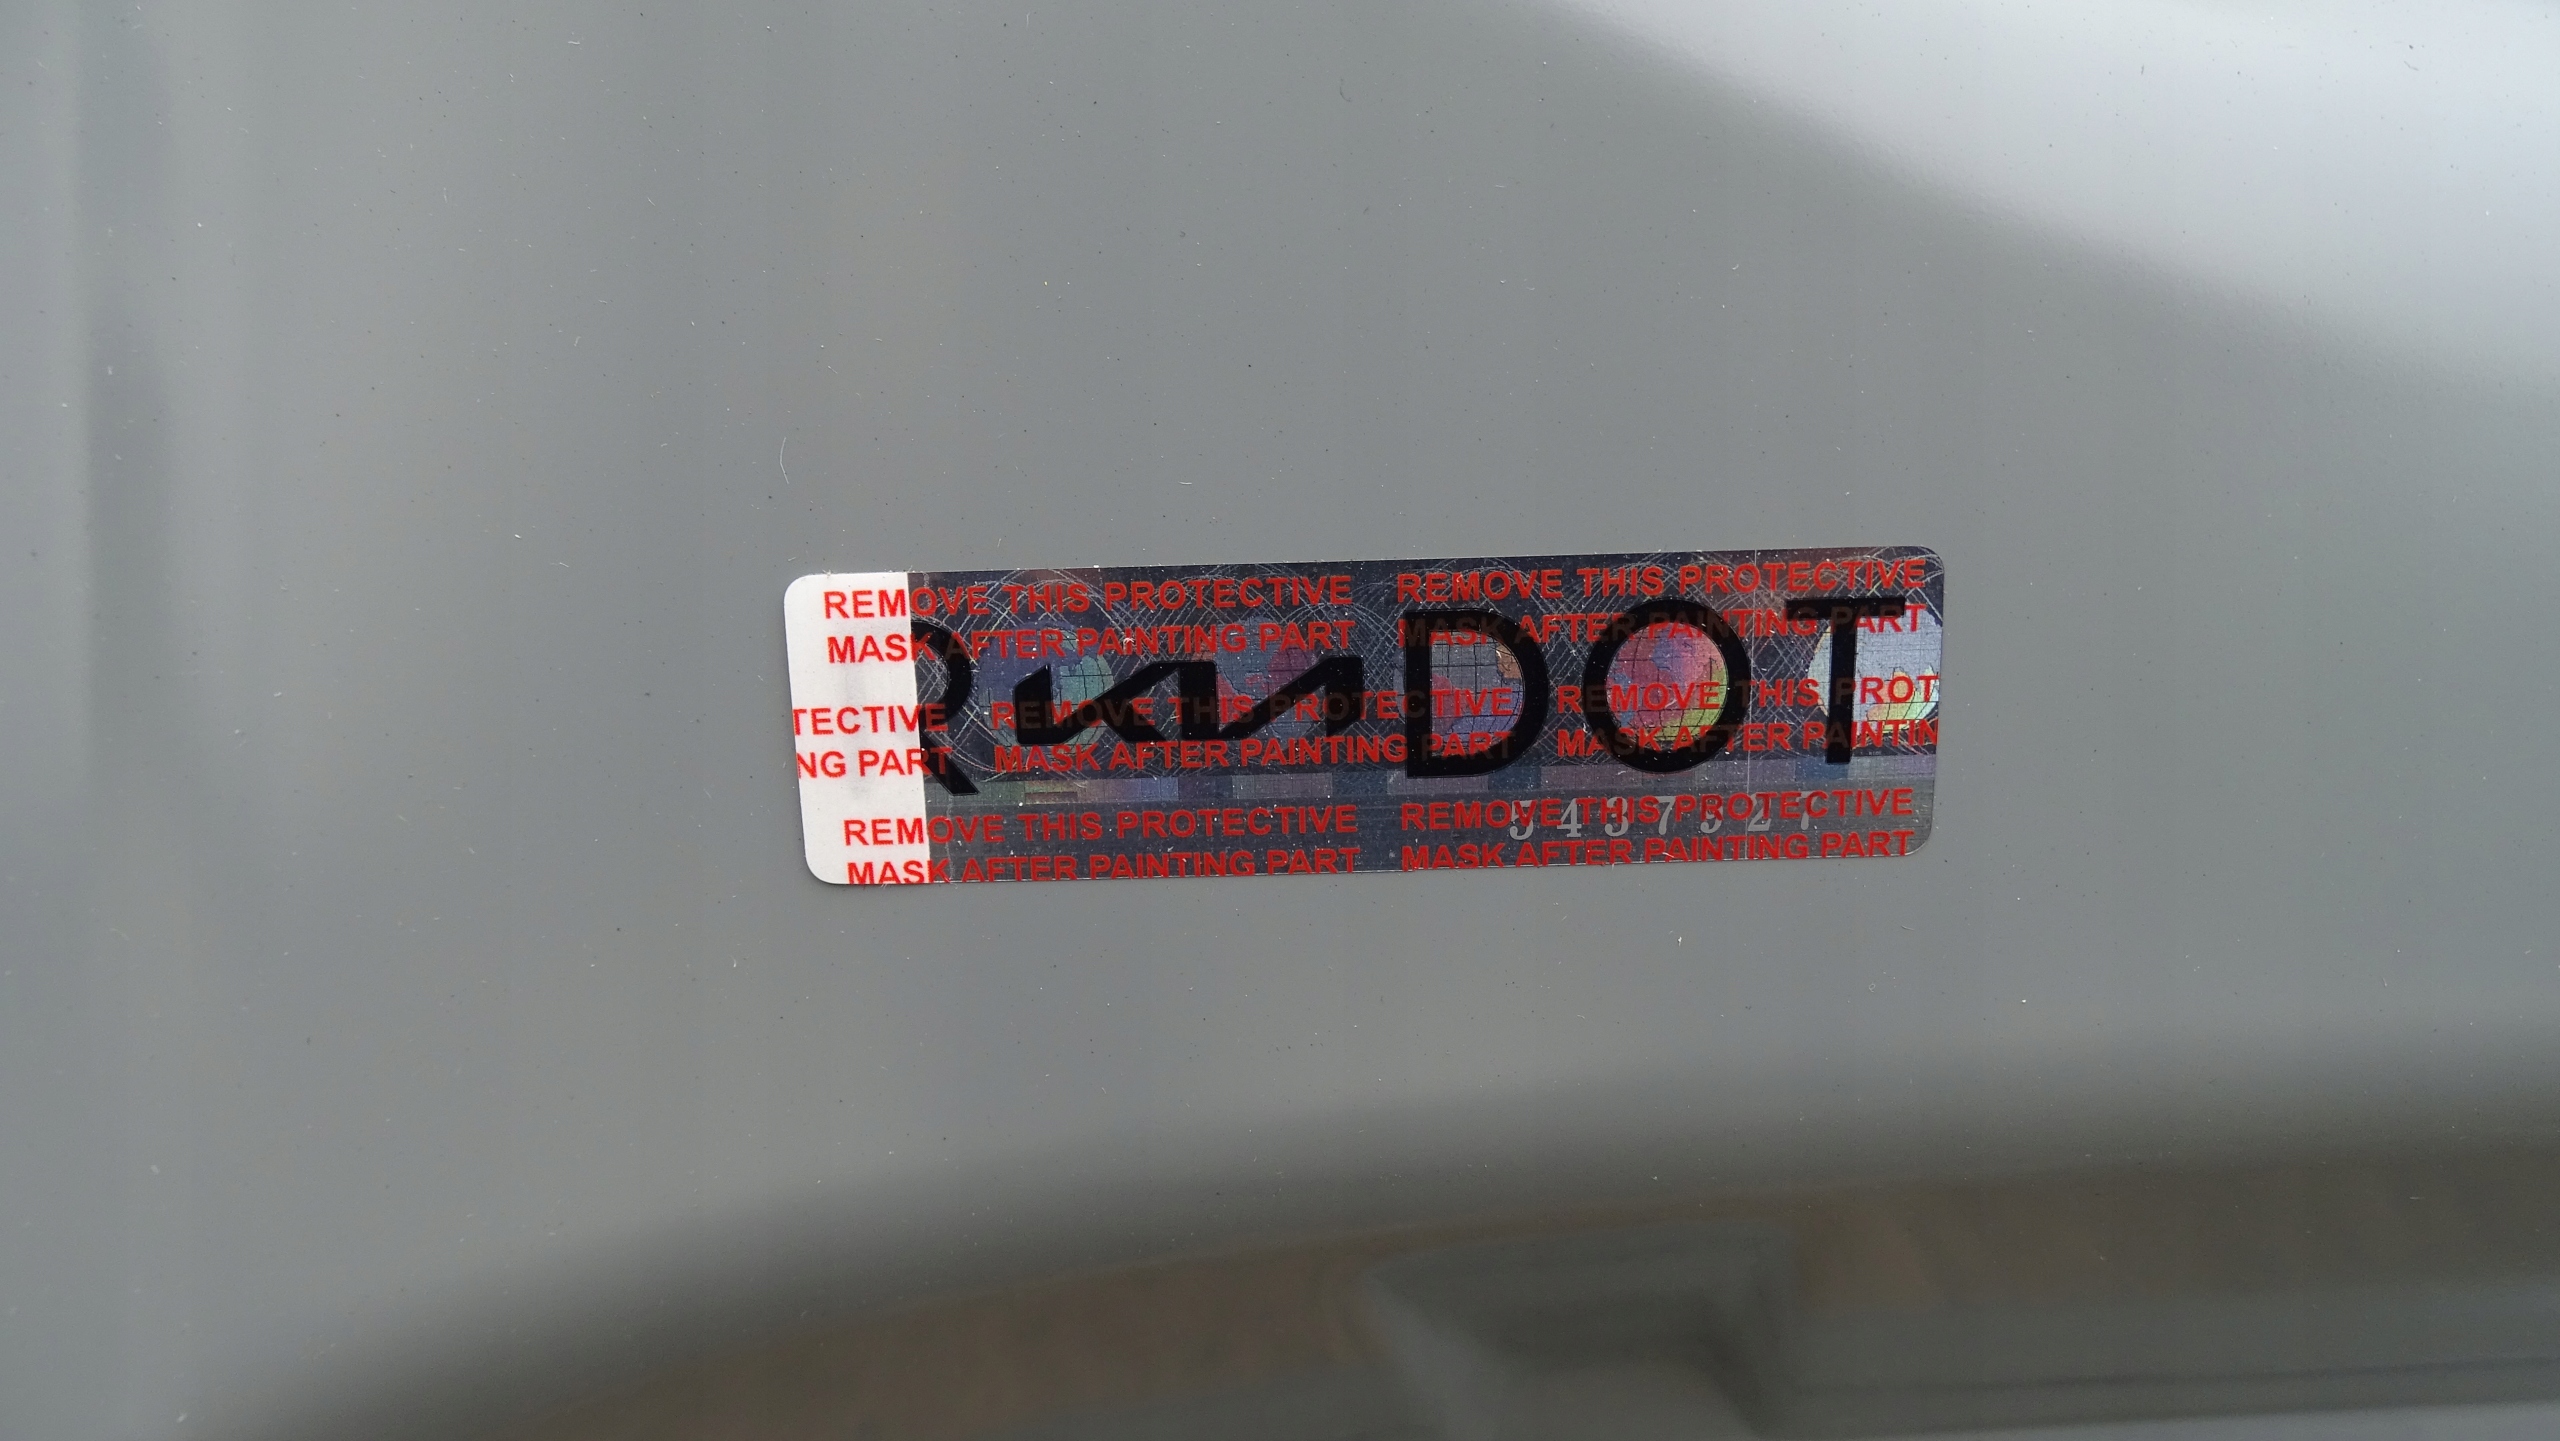 REMOVE THIS PROTECTIVE REMOVE THIS PROTECTIVE
MASK AFTER PAINTING PART MASK AFTER PAINTING PART
R KIA DOT
TECTIVE REMOVE THIS PROTECTIVE REMOVE THIS PROT
NG PART MASK AFTER PAINTING PART MASK AFTER PAINTIN
REMOVE THIS PROTECTIVE REMOVE THIS PROTECTIVE
5437927
MASK AFTER PAINTING PART MASK AFTER PAINTING PART